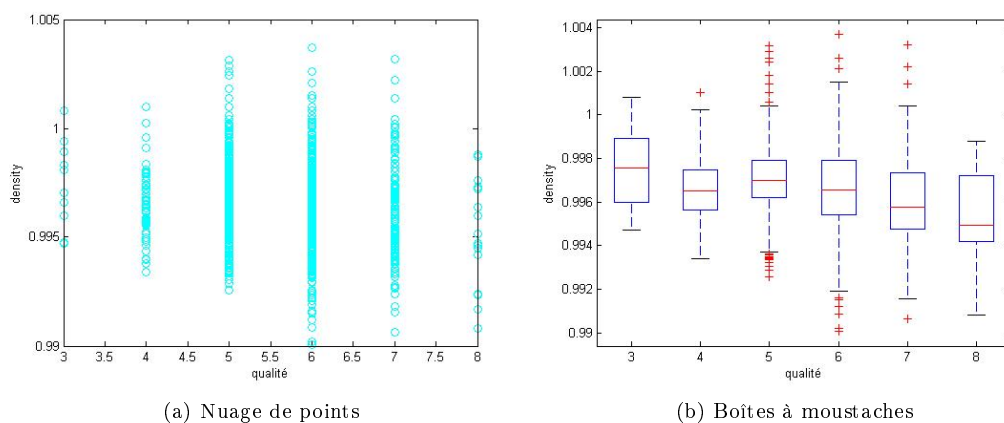 1.005
1
0.995
0.99
density
3 3.5 4 4.5 5 5.5 6 6.5 7 7.5 8
qualité
(a) Nuage de points
1.004
1.002
1
0.998
0.996
0.994
0.992
0.99
density
3 4 5 6 7 8
qualité
(b) Boîtes à moustaches